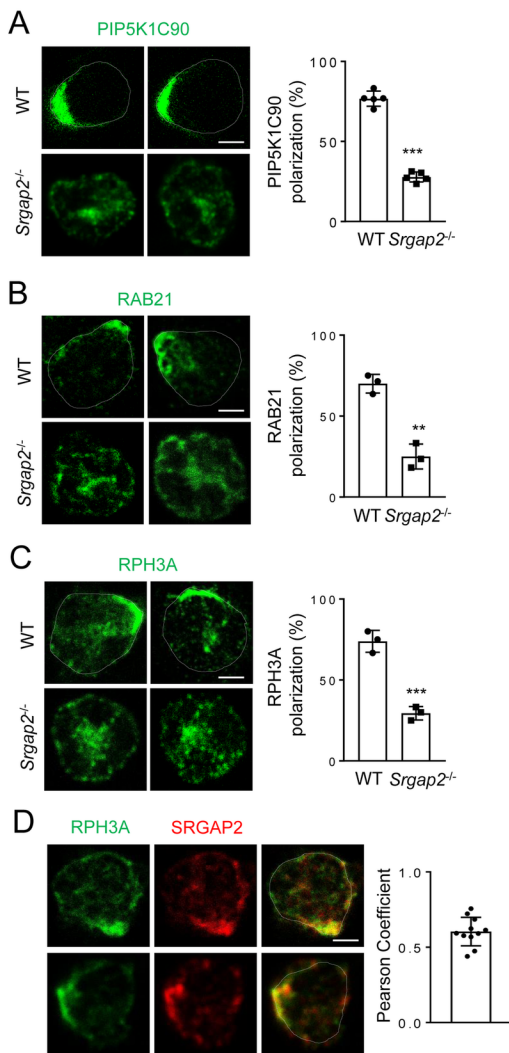 A
PIP5K1C90
WT
Srgap2-/-
PIP5K1C90
polarization (%)
100
50
0
***
WT Srgap2-/-
B
RAB21
WT
Srgap2-/-
RAB21
polarization (%)
100
50
0
**
WT Srgap2-/-
C
RPH3A
WT
Srgap2-/-
RPH3A
polarization (%)
100
50
0
***
WT Srgap2-/-
D
RPH3A SRGAP2
Pearson Coefficient
1.0
0.5
0.0